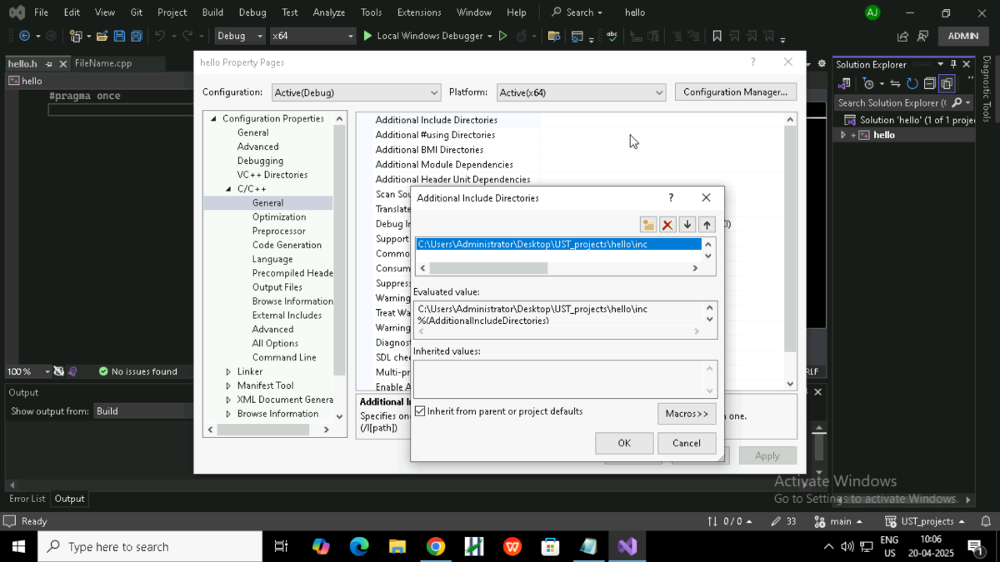 File Edit View Git Project Build Debug Test Analyze Tools Extensions Window Help Search hello AJ
Debug x64 Local Windows Debugger ADMIN
hello.h FileName.cpp
hello
#pragma once
100 % No issues found
Output
Show output from: Build
Error List Output
Ready
hello Property Pages
Configuration: Active(Debug) Platform: Active(x64) Configuration Manager...
Configuration Properties
General
Advanced
Debugging
VC++ Directories
C/C++
General
Optimization
Preprocessor
Code Generation
Language
Precompiled Heade
Output Files
Browse Information
External Includes
Advanced
All Options
Command Line
Linker
Manifest Tool
XML Document Genera
Browse Information
Additional Include Directories
Additional #using Directories
Additional BMI Directories
Additional Module Dependencies
Additional Header Unit Dependencies
Scan Sou
Translate
Debug In
Support
Commo
Consum
Suppres
Warning
Treat Wa
Warning
Diagnost
SDL chec
Multi-pr
Enable A
Additional I
Specifies on
n one.
(/I[path])
Apply
Additional Include Directories
C:\Users\Administrator\Desktop\UST_projects\hello\inc
Evaluated value:
C:\Users\Administrator\Desktop\UST_projects\hello\inc
%(AdditionalIncludeDirectories)
Inherited values:
Inherit from parent or project defaults
Macros>>
OK Cancel
Solution Explorer
Search Solution Explorer (
Solution 'hello' (1 of 1 proje
hello
Diagnostic Tools
RLF
Activate Windows
Go to Settings to activate Windows.
0 / 0 33 main UST_projects
Type here to search
ENG
US
10:06
20-04-2025
1